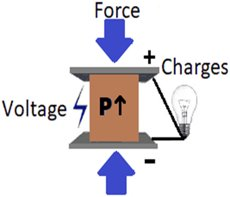 Force
+
Charges
Voltage
P↑
-